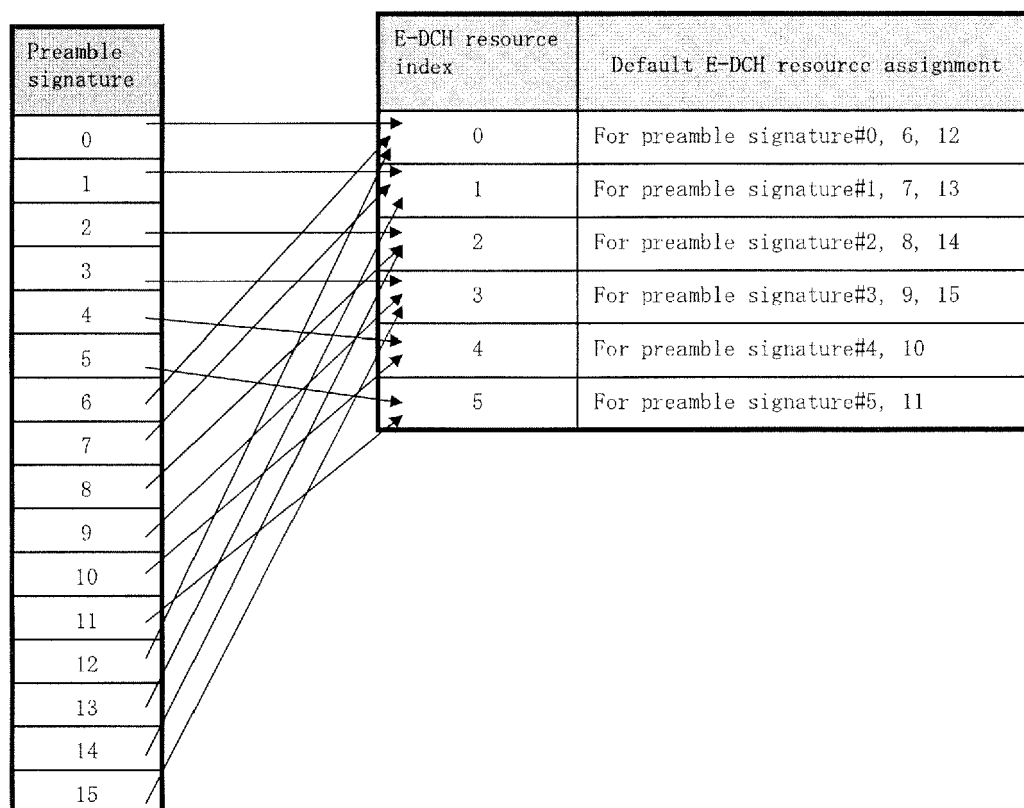 Preamble
signature
0
1
2
3
4
5
6
7
8
9
10
11
12
13
14
15
E-DCH resource
index
Default E-DCH resource assignment
0
For preamble signature#0, 6, 12
1
For preamble signature#1, 7, 13
2
For preamble signature#2, 8, 14
3
For preamble signature#3, 9, 15
4
For preamble signature#4, 10
5
For preamble signature#5, 11